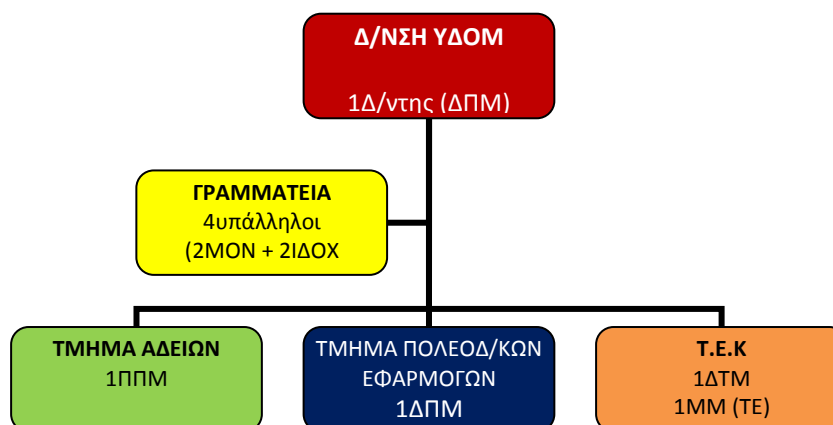 Δ/ΝΣΗ ΥΔΟΜ
1Δ/ντης (ΔΠΜ)
ΓΡΑΜΜΑΤΕΙΑ
4υπάλληλοι
(2ΜΟΝ + 2ΙΔΟΧ
ΤΜΗΜΑ ΑΔΕΙΩΝ
1ΠΠΜ
ΤΜΗΜΑ ΠΟΛΕΟΔ/ΚΩΝ
ΕΦΑΡΜΟΓΩΝ
1ΔΠΜ
Τ.Ε.Κ
1ΔΤΜ
1ΜΜ (ΤΕ)